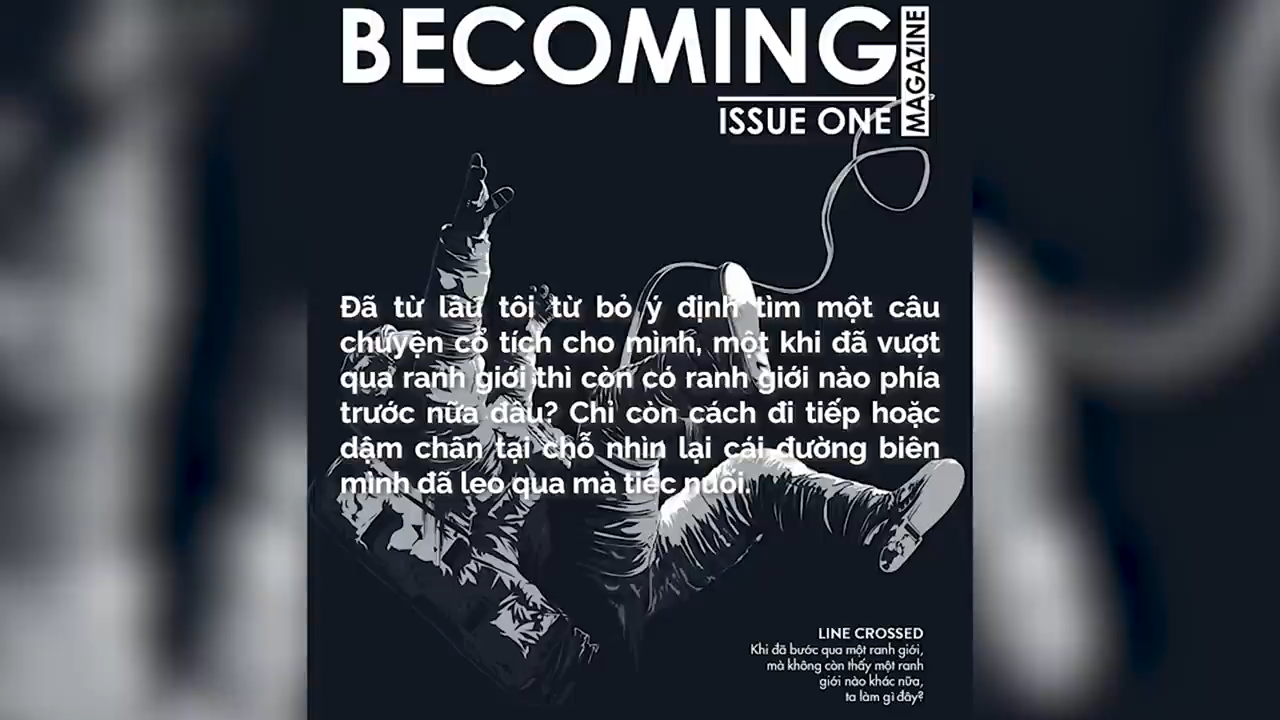 BECOMING
MAGAZINE
ISSUE ONE
Đã từ lâu tôi từ bỏ ý định tìm một câu
chuyện cổ tích cho mình, một khi đã vượt
qua ranh giới thì còn có ranh giới nào phía
trước nữa đâu? Chỉ còn cách đi tiếp hoặc
dậm chân tại chỗ nhìn lại cái đường biên
mình đã leo qua mà tiếc nuối.
LINE CROSSED
Khi đã bước qua một ranh giới,
mà không còn thấy một ranh
giới nào khác nữa,
ta làm gì đây?